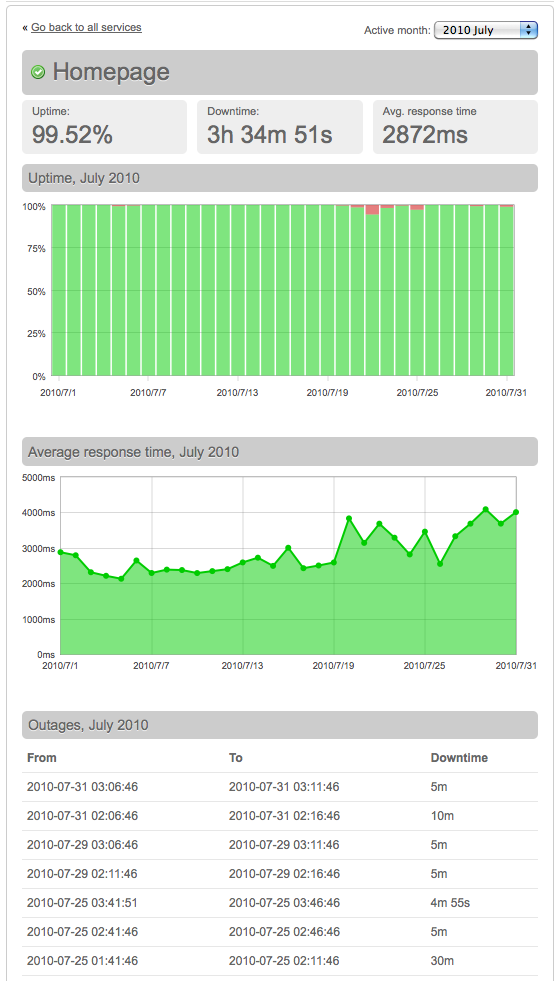 « Go back to all services
Active month: 2010 July
Homepage
Uptime: Downtime: Avg. response time
99.52% 3h 34m 51s 2872ms
Uptime, July 2010
100%
75%
50%
25%
0%
2010/7/1 2010/7/7 2010/7/13 2010/7/19 2010/7/25 2010/7/31
Average response time, July 2010
5000ms
4000ms
3000ms
2000ms
1000ms
0ms
2010/7/1 2010/7/7 2010/7/13 2010/7/19 2010/7/25 2010/7/31
Outages, July 2010
From To Downtime
2010-07-31 03:06:46 2010-07-31 03:11:46 5m
2010-07-31 02:06:46 2010-07-31 02:16:46 10m
2010-07-29 03:06:46 2010-07-29 03:11:46 5m
2010-07-29 02:11:46 2010-07-29 02:16:46 5m
2010-07-25 03:41:51 2010-07-25 03:46:46 4m 55s
2010-07-25 02:41:46 2010-07-25 02:46:46 5m
2010-07-25 01:41:46 2010-07-25 02:11:46 30m